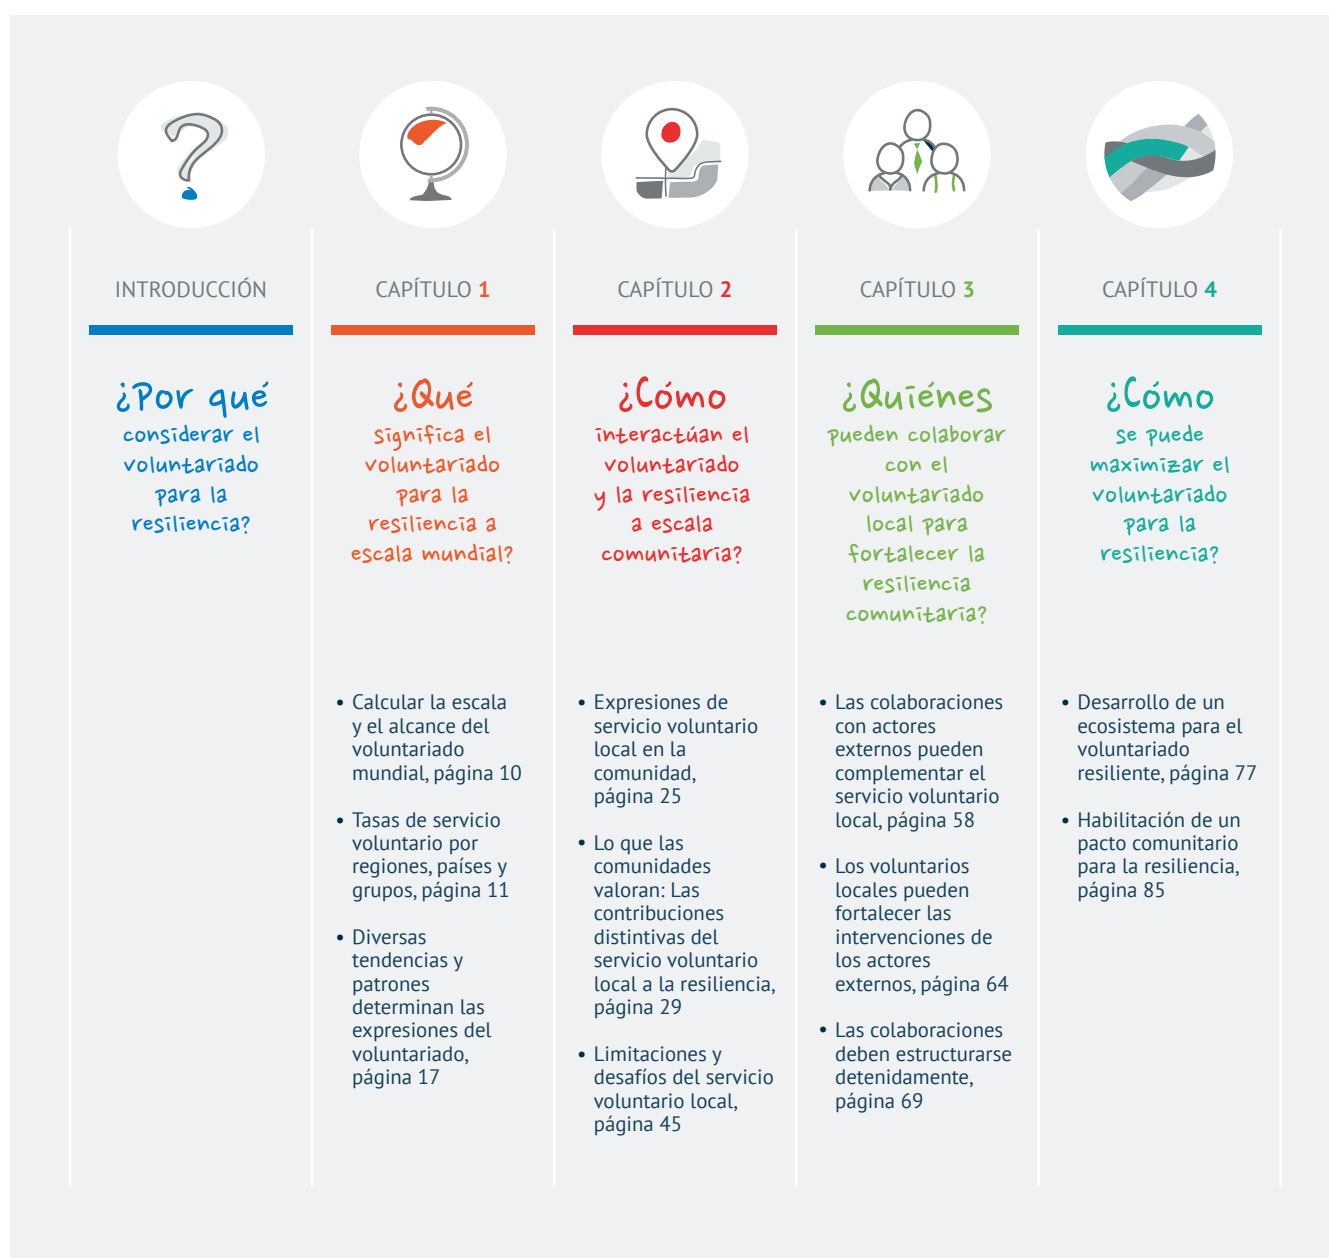 INTRODUCCIÓN
¿Por qué
considerar el
voluntariado
para la
resiliencia?
CAPÍTULO 1
¿Qué
significa el
voluntariado
para la
resiliencia a
escala mundial?
• Calcular la escala
y el alcance del
voluntariado
mundial, página 10
• Tasas de servicio
voluntario por
regiones, países y
grupos, página 11
• Diversas
tendencias y
patrones
determinan las
expresiones del
voluntariado,
página 17
CAPÍTULO 2
¿Cómo
interactúan el
voluntariado
y la resiliencia
a escala
comunitaria?
• Expresiones de
servicio voluntario
local en la
comunidad,
página 25
• Lo que las
comunidades
valoran: Las
contribuciones
distintivas del
servicio voluntario
local a la resiliencia,
página 29
• Limitaciones y
desafíos del servicio
voluntario local,
página 45
CAPÍTULO 3
¿Quiénes
pueden colaborar
con el
voluntariado
local para
fortalecer la
resiliencia
comunitaria?
• Las colaboraciones
con actores
externos pueden
complementar el
servicio voluntario
local, página 58
• Los voluntarios
locales pueden
fortalecer las
intervenciones de
los actores
externos, página 64
• Las colaboraciones
deben estructurarse
detenidamente,
página 69
CAPÍTULO 4
¿Cómo
se puede
maximizar el
voluntariado
para la
resiliencia?
• Desarrollo de un
ecosistema para el
voluntariado
resiliente, página 77
• Habilitación de un
pacto comunitario
para la resiliencia,
página 85